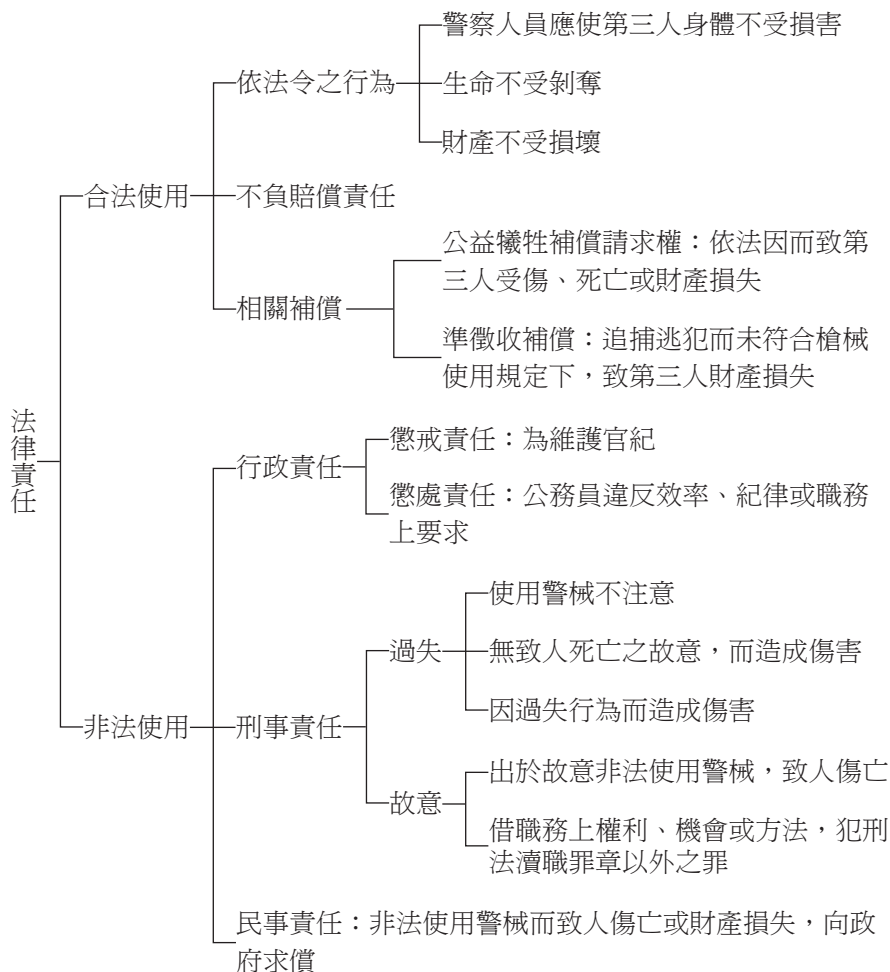 法律責任
合法使用
依法令之行為
警察人員應使第三人身體不受損害
生命不受剝奪
財產不受損壞
不負賠償責任
相關補償
公益犧牲補償請求權：依法因而致第
三人受傷、死亡或財產損失
準徵收補償：追捕逃犯而未符合槍械
使用規定下，致第三人財產損失
非法使用
行政責任
懲戒責任：為維護官紀
懲處責任：公務員違反效率、紀律或職務
上要求
刑事責任
過失
使用警械不注意
無致人死亡之故意，而造成傷害
因過失行為而造成傷害
故意
出於故意非法使用警械，致人傷亡
借職務上權利、機會或方法，犯刑
法瀆職罪章以外之罪
民事責任：非法使用警械而致人傷亡或財產損失，向政
府求償